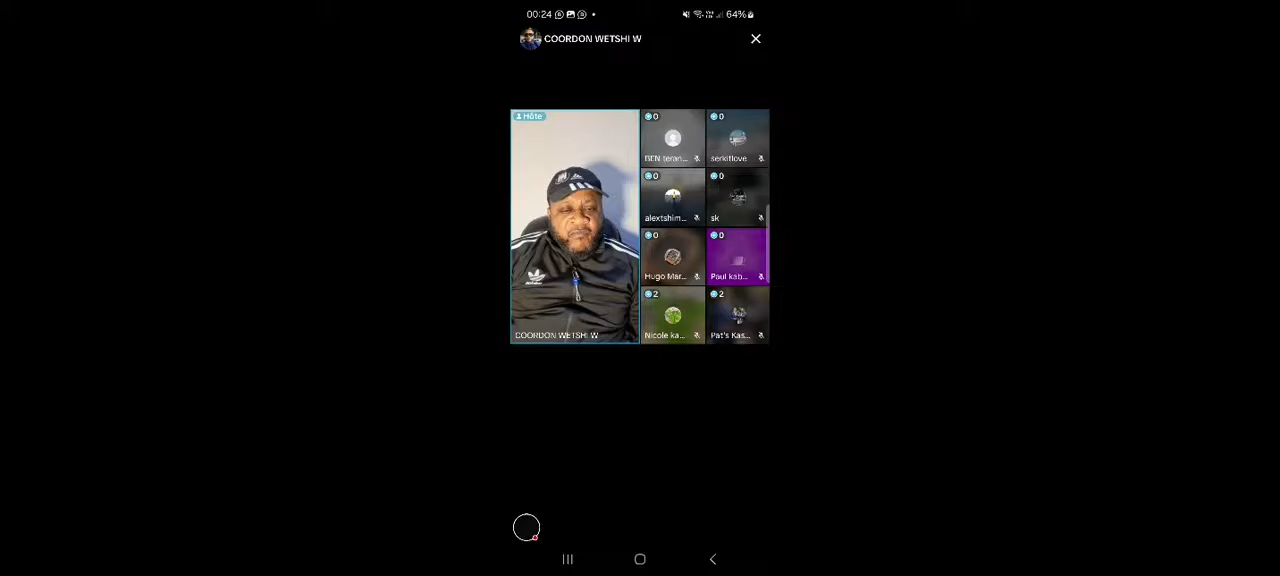 00:24 64%
COORDON WETSHI W
Hôte
0 0
BEN teran... serkitlove
0 0
alextshim... sk
0 0
Hugo Mar... Paul kab...
2 2
COORDON WETSHI W Nicole ka... Pat's Kas...